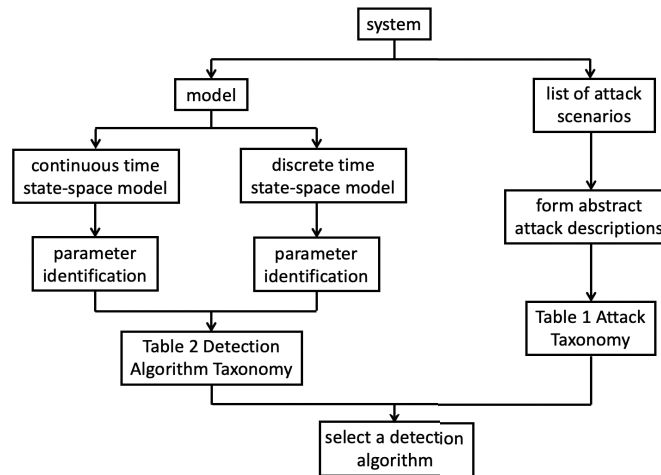 system
model
list of attack
scenarios
continuous time
state-space model
discrete time
state-space model
form abstract
attack descriptions
parameter
identification
parameter
identification
Table 1 Attack
Taxonomy
Table 2 Detection
Algorithm Taxonomy
select a detection
algorithm